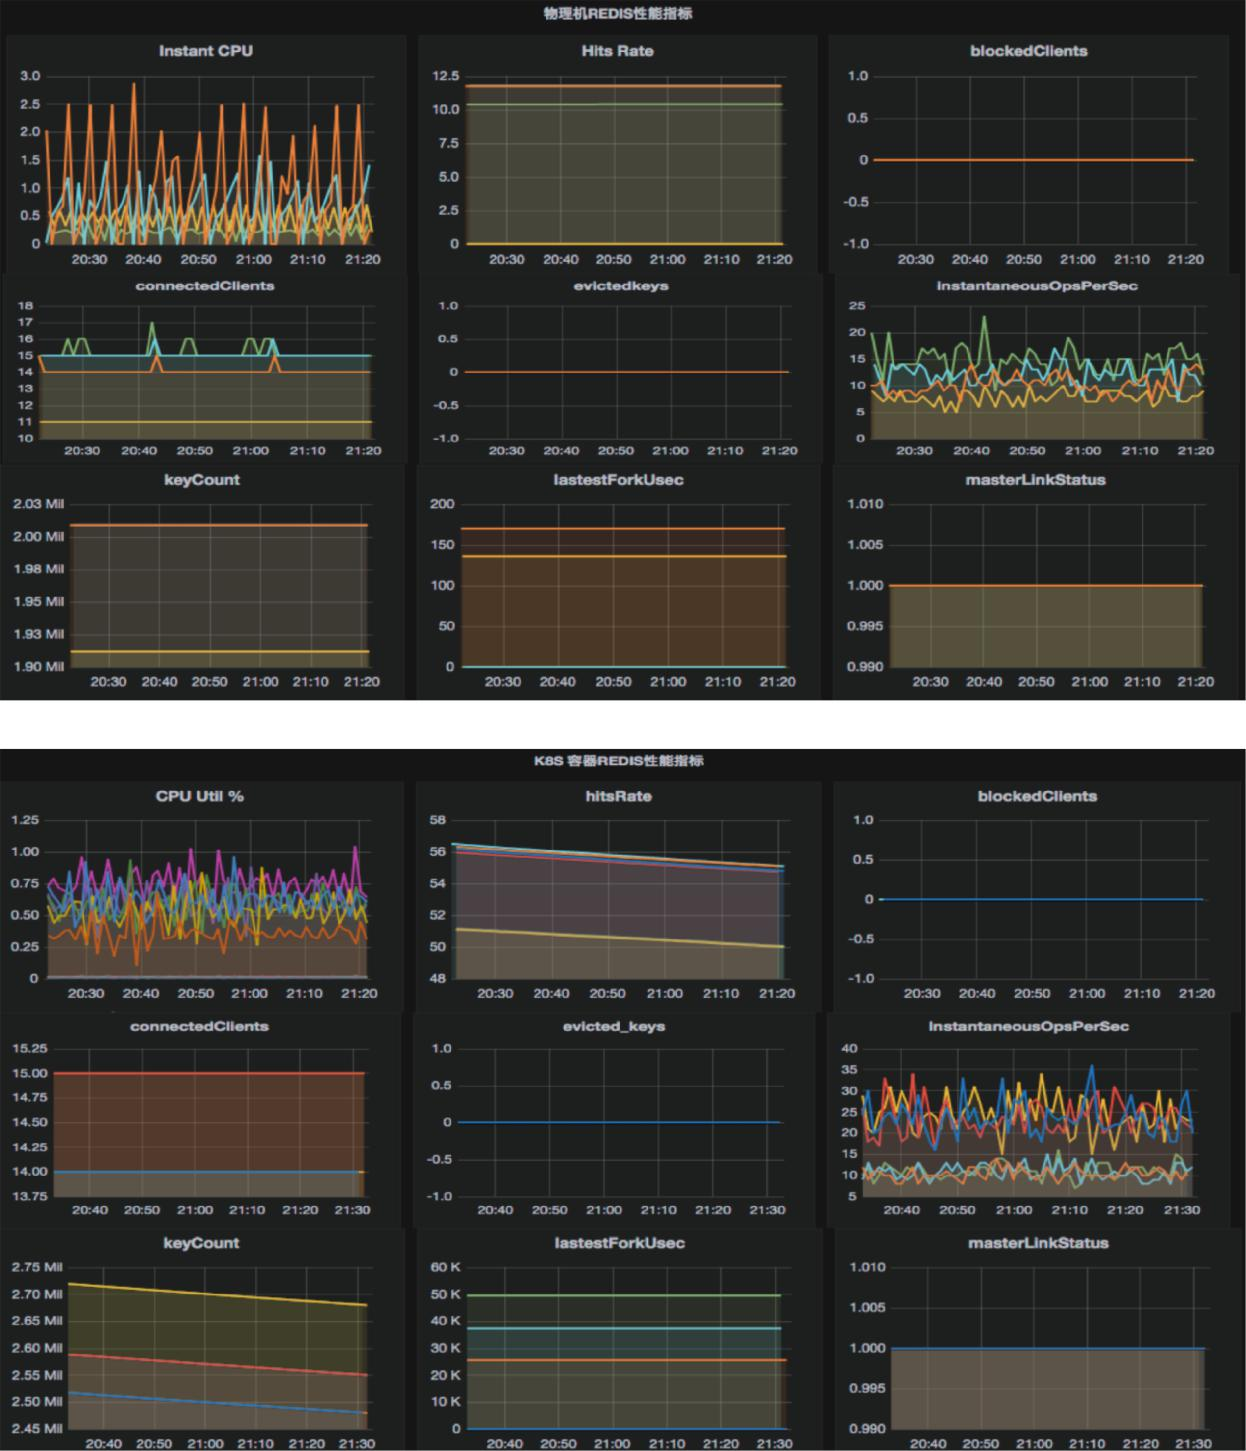 物理机REDIS性能指标
Instant CPU
3.0
2.5
2.0
1.5
1.0
0.5
0
20:30 20:40 20:50 21:00 21:10 21:20
Hits Rate
12.5
10.0
7.5
5.0
2.5
0
20:30 20:40 20:50 21:00 21:10 21:20
blockedClients
1.0
0.5
0
-0.5
-1.0
20:30 20:40 20:50 21:00 21:10 21:20
connectedClients
18
17
16
15
14
13
12
11
10
20:30 20:40 20:50 21:00 21:10 21:20
evictedkeys
1.0
0.5
0
-0.5
-1.0
20:30 20:40 20:50 21:00 21:10 21:20
instantaneousOpsPerSec
25
20
15
10
5
0
20:30 20:40 20:50 21:00 21:10 21:20
keyCount
2.03 Mil
2.00 Mil
1.98 Mil
1.95 Mil
1.93 Mil
1.90 Mil
20:30 20:40 20:50 21:00 21:10 21:20
lastestForkUsec
200
150
100
50
0
20:30 20:40 20:50 21:00 21:10 21:20
masterLinkStatus
1.010
1.005
1.000
0.995
0.990
20:30 20:40 20:50 21:00 21:10 21:20
K8S 容器REDIS性能指标
CPU Util %
1.25
1.00
0.75
0.50
0.25
0
20:30 20:40 20:50 21:00 21:10 21:20
hitsRate
58
56
54
52
50
48
20:30 20:40 20:50 21:00 21:10 21:20
blockedClients
1.0
0.5
0
-0.5
-1.0
20:30 20:40 20:50 21:00 21:10 21:20
connectedClients
15.25
15.00
14.75
14.50
14.25
14.00
13.75
20:40 20:50 21:00 21:10 21:20 21:30
evicted_keys
1.0
0.5
0
-0.5
-1.0
20:40 20:50 21:00 21:10 21:20 21:30
instantaneousOpsPerSec
40
35
30
25
20
15
10
5
20:40 20:50 21:00 21:10 21:20 21:30
keyCount
2.75 Mil
2.70 Mil
2.65 Mil
2.60 Mil
2.55 Mil
2.50 Mil
2.45 Mil
20:40 20:50 21:00 21:10 21:20 21:30
lastestForkUsec
60 K
50 K
40 K
30 K
20 K
10 K
0
20:40 20:50 21:00 21:10 21:20 21:30
masterLinkStatus
1.010
1.005
1.000
0.995
0.990
20:40 20:50 21:00 21:10 21:20 21:30